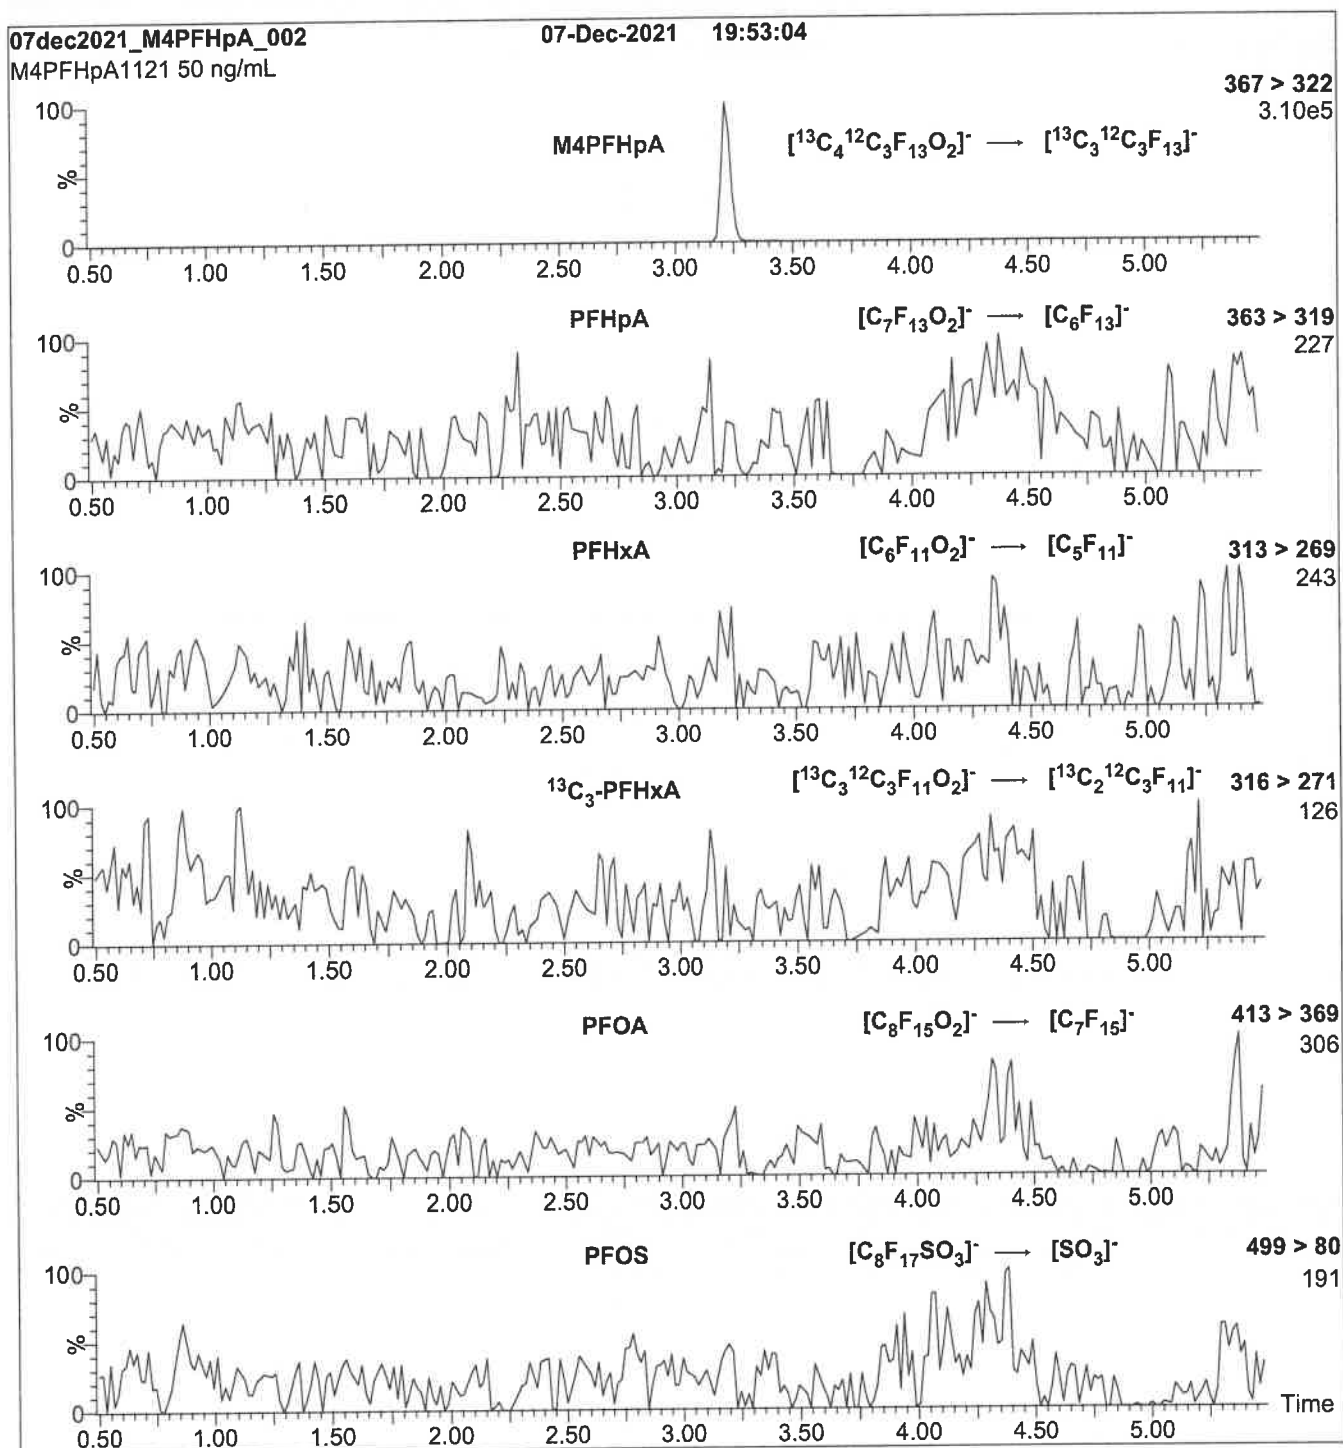 07dec2021_M4PFHpA_002 07-Dec-2021 19:53:04
M4PFHpA1121 50 ng/mL
367 > 322
3.10e5
M4PFHpA [¹³C₄¹²C₃F₁₃O₂]⁻ → [¹³C₃¹²C₃F₁₃]⁻
100
%
0
0.50 1.00 1.50 2.00 2.50 3.00 3.50 4.00 4.50 5.00
PFHpA [C₇F₁₃O₂]⁻ → [C₆F₁₃]⁻ 363 > 319
227
100
%
0
0.50 1.00 1.50 2.00 2.50 3.00 3.50 4.00 4.50 5.00
PFHxA [C₆F₁₁O₂]⁻ → [C₅F₁₁]⁻ 313 > 269
243
100
%
0
0.50 1.00 1.50 2.00 2.50 3.00 3.50 4.00 4.50 5.00
¹³C₃-PFHxA [¹³C₃¹²C₃F₁₁O₂]⁻ → [¹³C₂¹²C₃F₁₁]⁻ 316 > 271
126
100
%
0
0.50 1.00 1.50 2.00 2.50 3.00 3.50 4.00 4.50 5.00
PFOA [C₈F₁₅O₂]⁻ → [C₇F₁₅]⁻ 413 > 369
306
100
%
0
0.50 1.00 1.50 2.00 2.50 3.00 3.50 4.00 4.50 5.00
PFOS [C₈F₁₇SO₃]⁻ → [SO₃]⁻ 499 > 80
191
100
%
0
Time
0.50 1.00 1.50 2.00 2.50 3.00 3.50 4.00 4.50 5.00